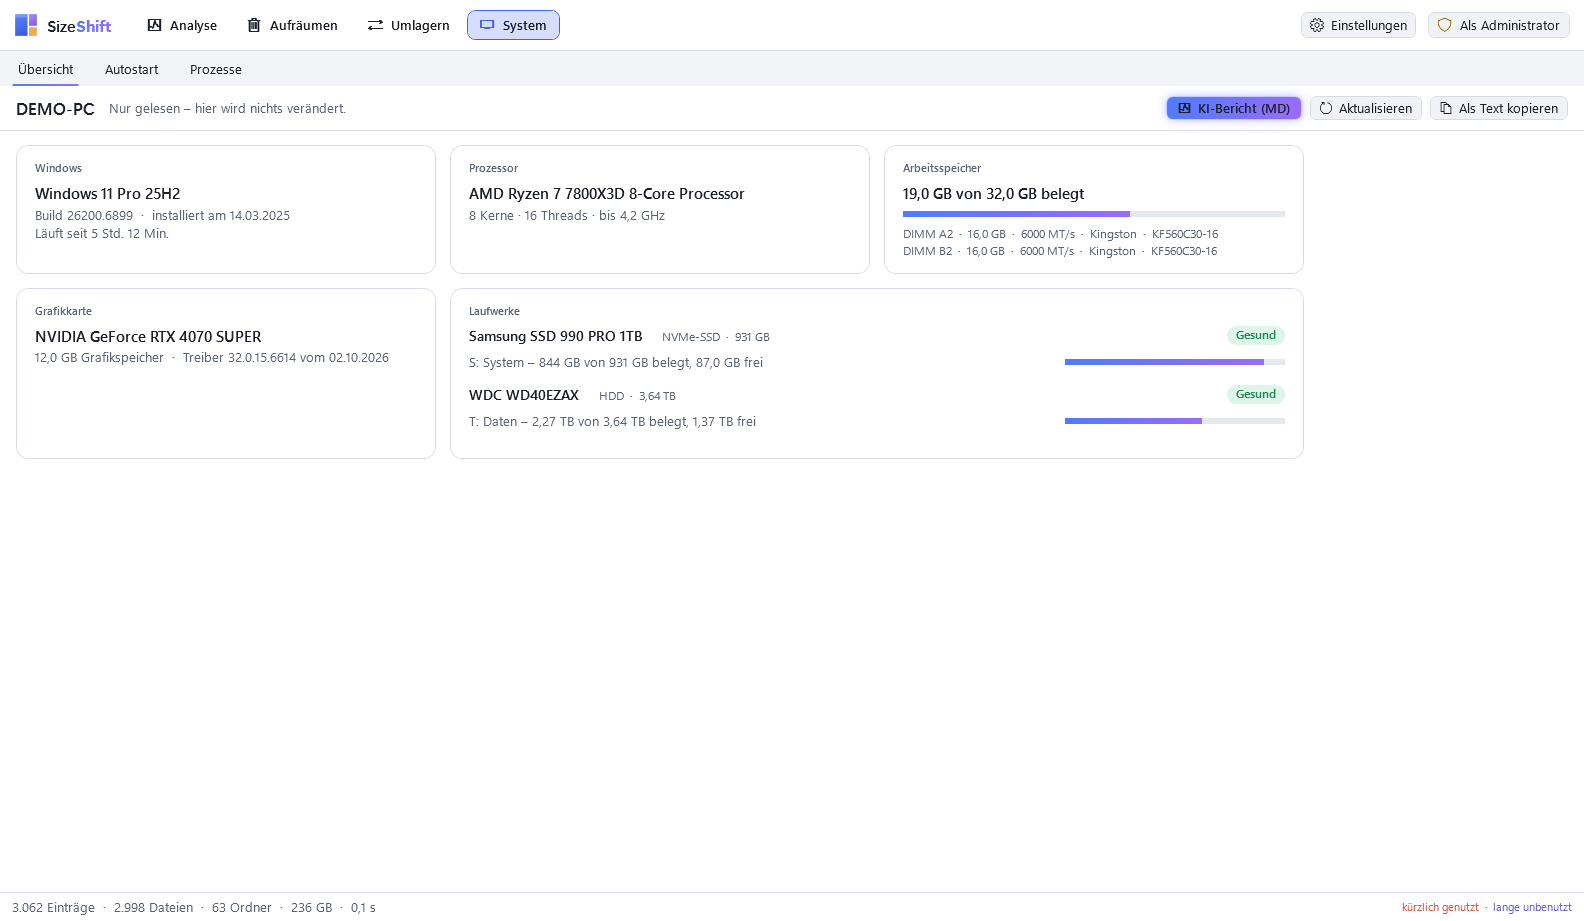 SizeShift Analyse Aufräumen Umlagern System Einstellungen Als Administrator
Übersicht Autostart Prozesse
DEMO-PC Nur gelesen – hier wird nichts verändert. KI-Bericht (MD) Aktualisieren Als Text kopieren
Windows
Windows 11 Pro 25H2
Build 26200.6899 · installiert am 14.03.2025
Läuft seit 5 Std. 12 Min.
Prozessor
AMD Ryzen 7 7800X3D 8-Core Processor
8 Kerne · 16 Threads · bis 4,2 GHz
Arbeitsspeicher
19,0 GB von 32,0 GB belegt
DIMM A2 · 16,0 GB · 6000 MT/s · Kingston · KF560C30-16
DIMM B2 · 16,0 GB · 6000 MT/s · Kingston · KF560C30-16
Grafikkarte
NVIDIA GeForce RTX 4070 SUPER
12,0 GB Grafikspeicher · Treiber 32.0.15.6614 vom 02.10.2026
Laufwerke
Samsung SSD 990 PRO 1TB NVMe-SSD · 931 GB Gesund
S: System – 844 GB von 931 GB belegt, 87,0 GB frei
WDC WD40EZAX HDD · 3,64 TB Gesund
T: Daten – 2,27 TB von 3,64 TB belegt, 1,37 TB frei
3.062 Einträge · 2.998 Dateien · 63 Ordner · 236 GB · 0,1 s kürzlich genutzt · lange unbenutzt